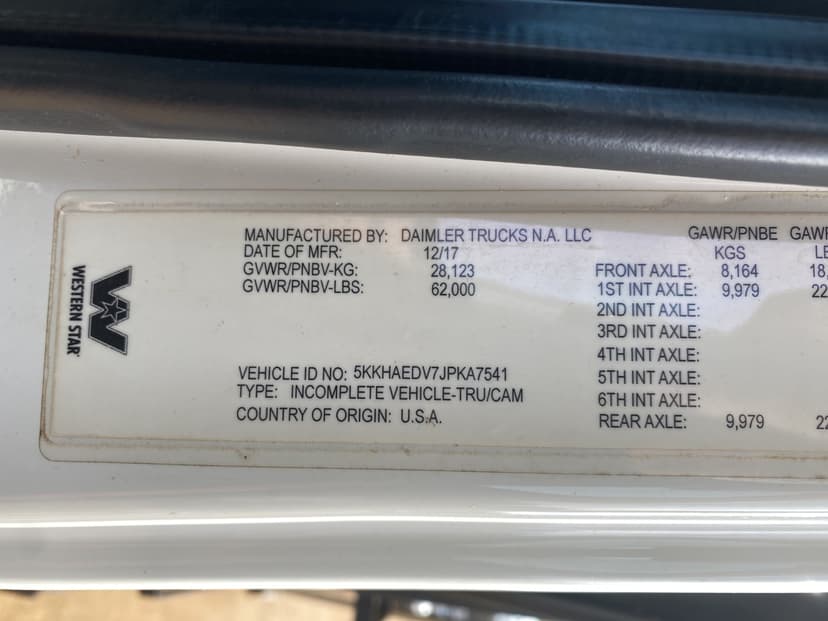 WESTERN STAR
MANUFACTURED BY: DAIMLER TRUCKS N.A. LLC
DATE OF MFR: 12/17
GVWR/PNBV-KG: 28,123
GVWR/PNBV-LBS: 62,000
VEHICLE ID NO: 5KKHAEDV7JPKA7541
TYPE: INCOMPLETE VEHICLE-TRU/CAM
COUNTRY OF ORIGIN: U.S.A.
GAWR/PNBE
KGS
FRONT AXLE: 8,164
1ST INT AXLE: 9,979
2ND INT AXLE:
3RD INT AXLE:
4TH INT AXLE:
5TH INT AXLE:
6TH INT AXLE:
REAR AXLE: 9,979